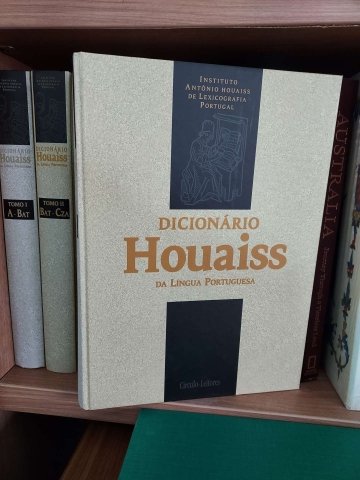 Instituto
António Houaiss
de Lexicografia
Portugal
DICIONÁRIO
Houaiss
da Língua Portuguesa
Círculo Leitores
DICIONÁRIO
Houaiss
TOMO I
A - Bat
DICIONÁRIO
Houaiss
TOMO II
Bat - Cza
AUSTRALIA